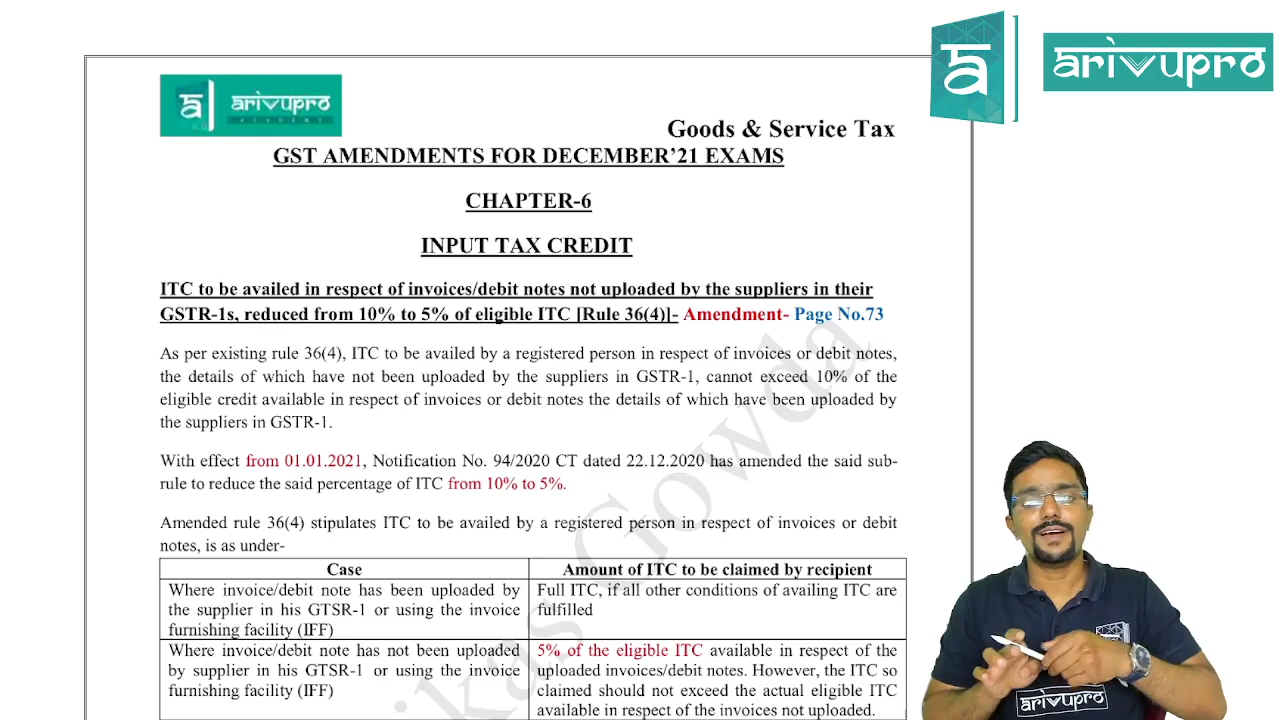 arivupro
arivupro
ACADEMY
Goods & Service Tax
GST AMENDMENTS FOR DECEMBER’21 EXAMS
CHAPTER-6
INPUT TAX CREDIT
ITC to be availed in respect of invoices/debit notes not uploaded by the suppliers in their
GSTR-1s, reduced from 10% to 5% of eligible ITC [Rule 36(4)]- Amendment- Page No.73
As per existing rule 36(4), ITC to be availed by a registered person in respect of invoices or debit notes,
the details of which have not been uploaded by the suppliers in GSTR-1, cannot exceed 10% of the
eligible credit available in respect of invoices or debit notes the details of which have been uploaded by
the suppliers in GSTR-1.
With effect from 01.01.2021, Notification No. 94/2020 CT dated 22.12.2020 has amended the said sub-
rule to reduce the said percentage of ITC from 10% to 5%.
Amended rule 36(4) stipulates ITC to be availed by a registered person in respect of invoices or debit
notes, is as under-
Case
Amount of ITC to be claimed by recipient
Where invoice/debit note has been uploaded by
the supplier in his GTSR-1 or using the invoice
furnishing facility (IFF)
Full ITC, if all other conditions of availing ITC are
fulfilled
Where invoice/debit note has not been uploaded
by supplier in his GTSR-1 or using the invoice
furnishing facility (IFF)
5% of the eligible ITC available in respect of the
uploaded invoices/debit notes. However, the ITC so
claimed should not exceed the actual eligible ITC
available in respect of the invoices not uploaded.
kas Gowda
arivupro